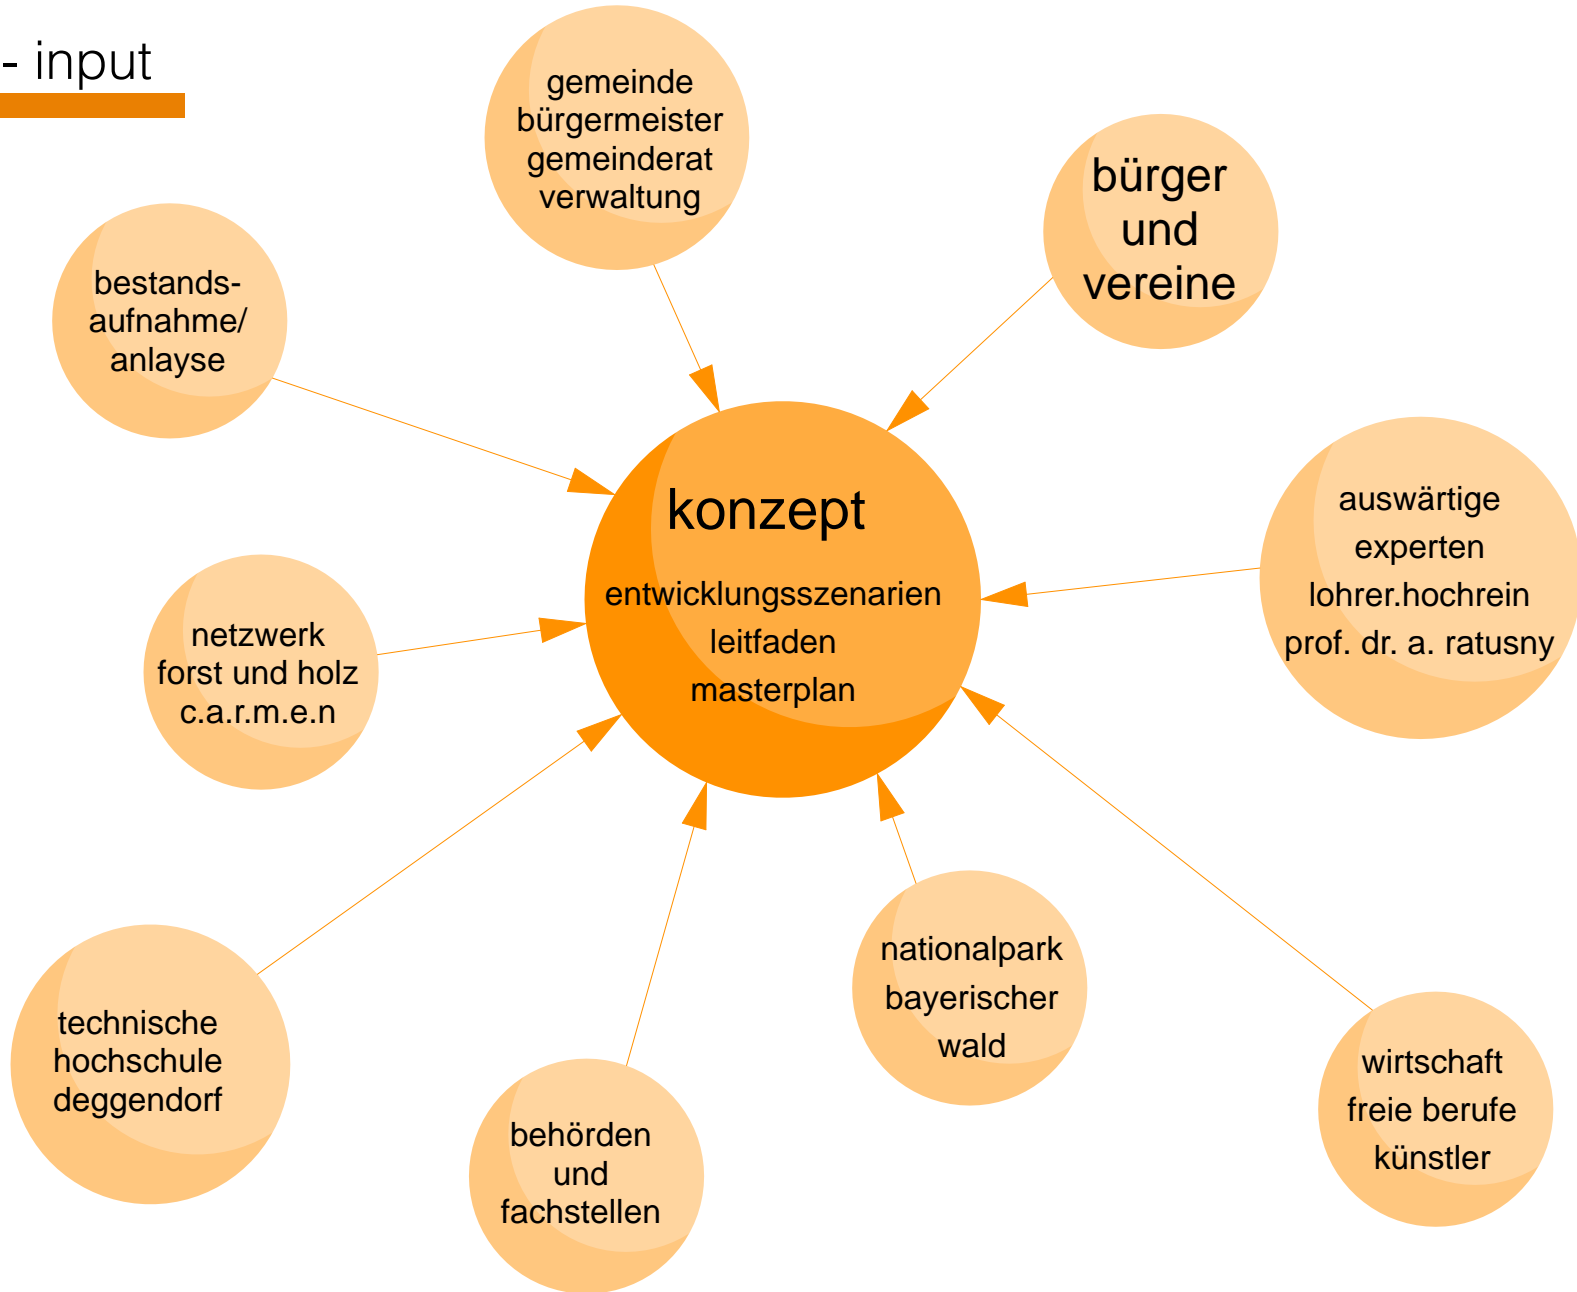 - input
gemeinde
bürgermeister
gemeinderat
verwaltung
bürger
und
vereine
bestands-
aufnahme/
anlayse
konzept
entwicklungsszenarien
leitfaden
masterplan
auswärtige
experten
lohrer.hochrein
prof. dr. a. ratusny
netzwerk
forst und holz
c.a.r.m.e.n
nationalpark
bayerischer
wald
technische
hochschule
deggendorf
behörden
und
fachstellen
wirtschaft
freie berufe
künstler